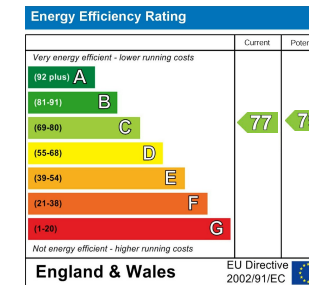 Energy Efficiency Rating
Current
Very energy efficient - lower running costs
(92 plus) A
(81-91) B
(69-80) C
77
(55-68) D
(39-54) E
(21-38) F
(1-20) G
Not energy efficient - higher running costs
England & Wales
EU Directive
2002/91/EC